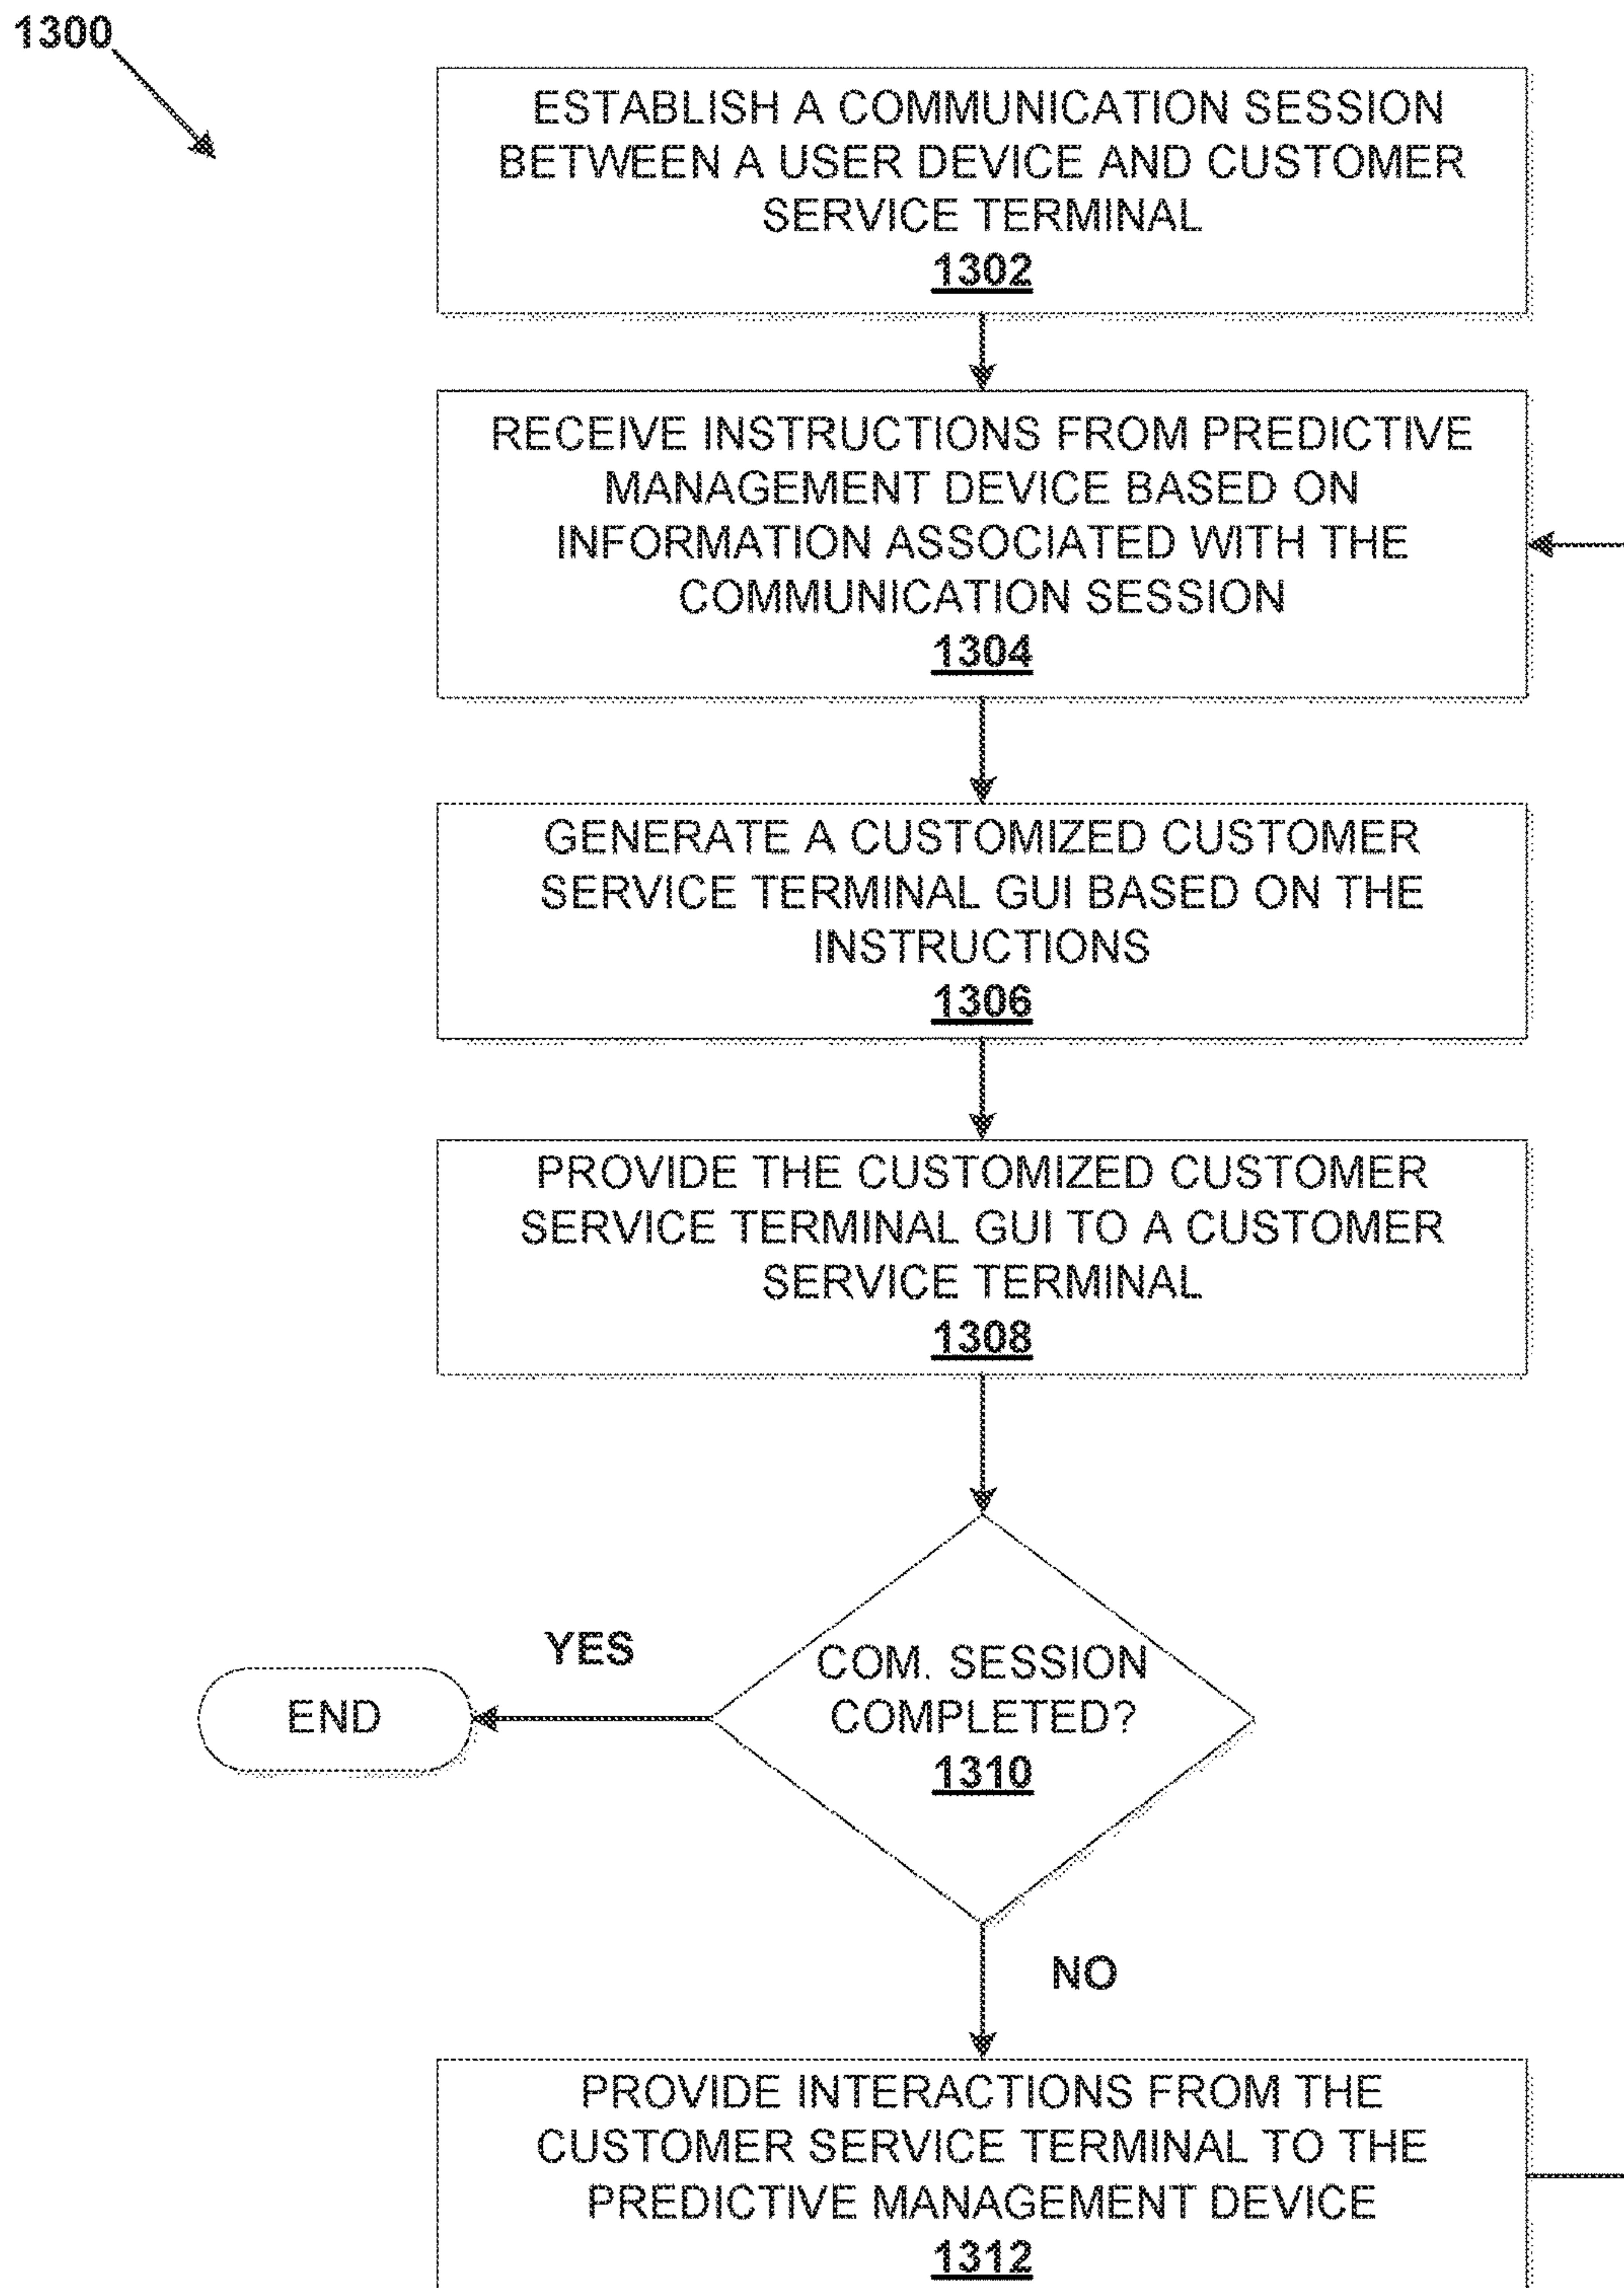 1300
ESTABLISH A COMMUNICATION SESSION
BETWEEN A USER DEVICE AND CUSTOMER
SERVICE TERMINAL
1302
RECEIVE INSTRUCTIONS FROM PREDICTIVE
MANAGEMENT DEVICE BASED ON
INFORMATION ASSOCIATED WITH THE
COMMUNICATION SESSION
1304
GENERATE A CUSTOMIZED CUSTOMER
SERVICE TERMINAL GUI BASED ON THE
INSTRUCTIONS
1306
PROVIDE THE CUSTOMIZED CUSTOMER
SERVICE TERMINAL GUI TO A CUSTOMER
SERVICE TERMINAL
1308
YES
END
COM. SESSION
COMPLETED?
1310
NO
PROVIDE INTERACTIONS FROM THE
CUSTOMER SERVICE TERMINAL TO THE
PREDICTIVE MANAGEMENT DEVICE
1312